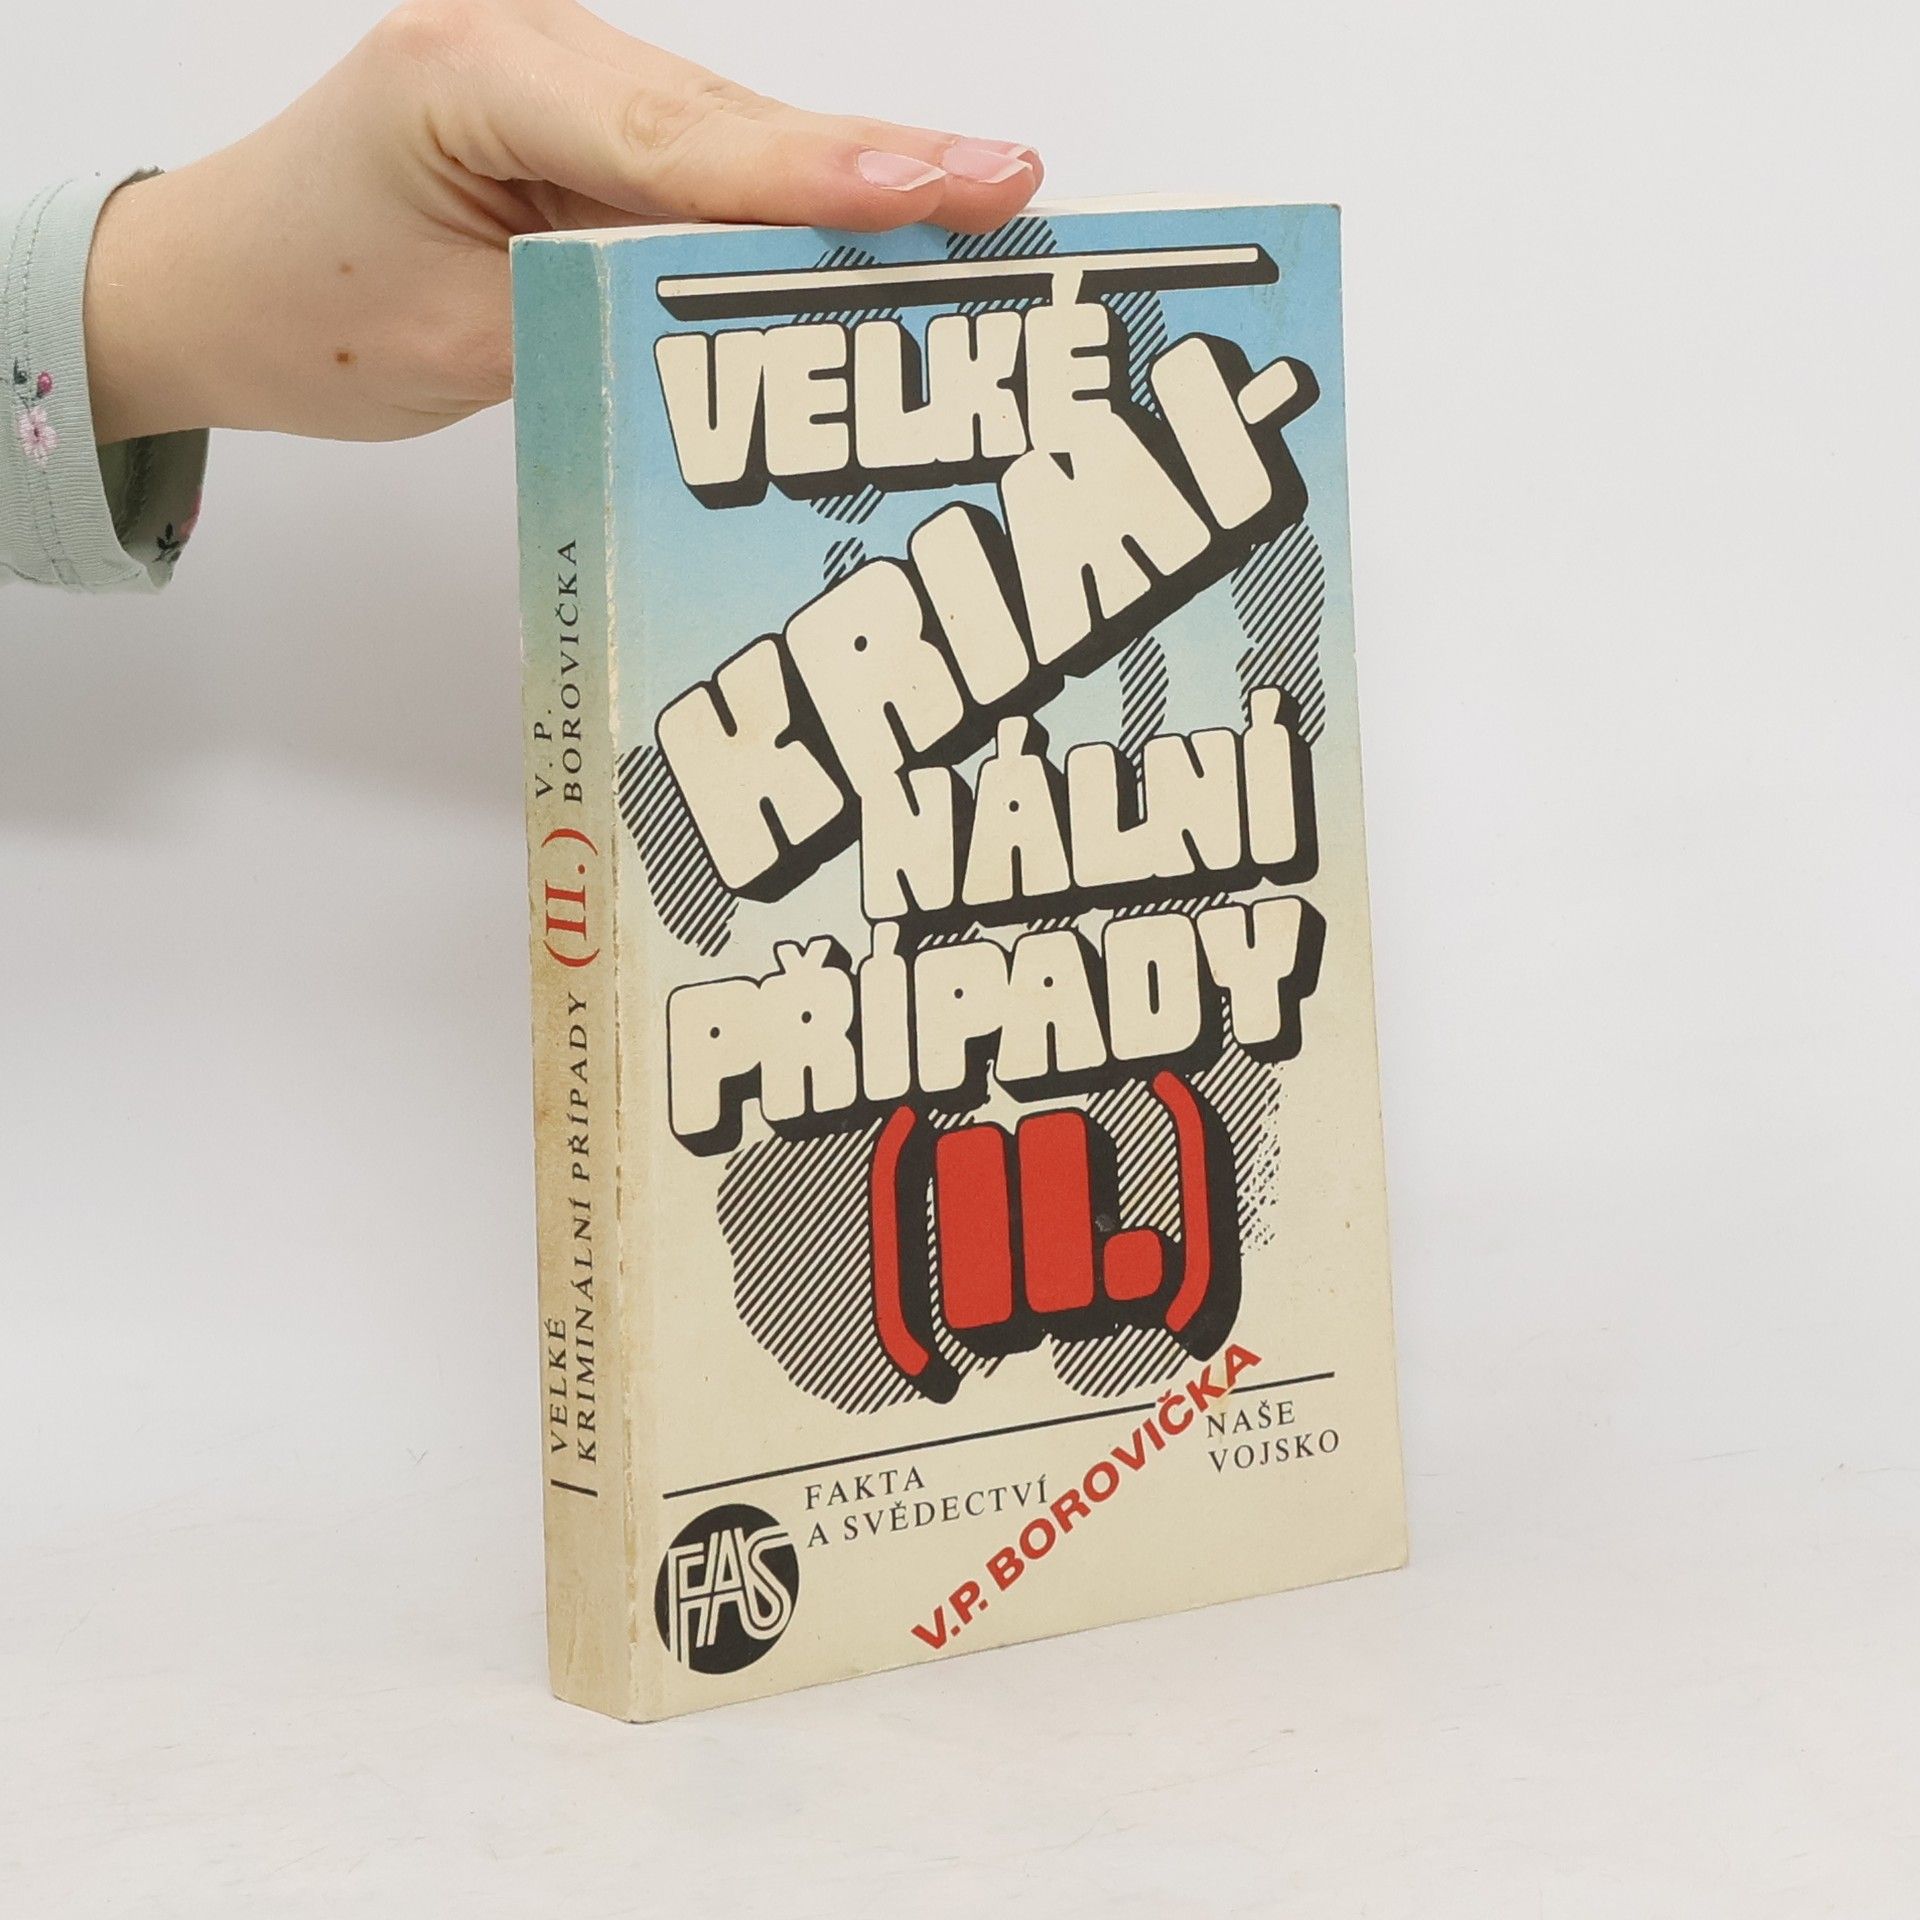 VELKÉ
KRIMI-
NÁLNÍ
PŘÍPADY
(II.)
V.P. BOROVIČKA
FAKTA
A SVĚDECTVÍ
NAŠE
VOJSKO
FAS
VELKÉ
KRIMINÁLNÍ PŘÍPADY (II.)
V. P.
BOROVIČKA